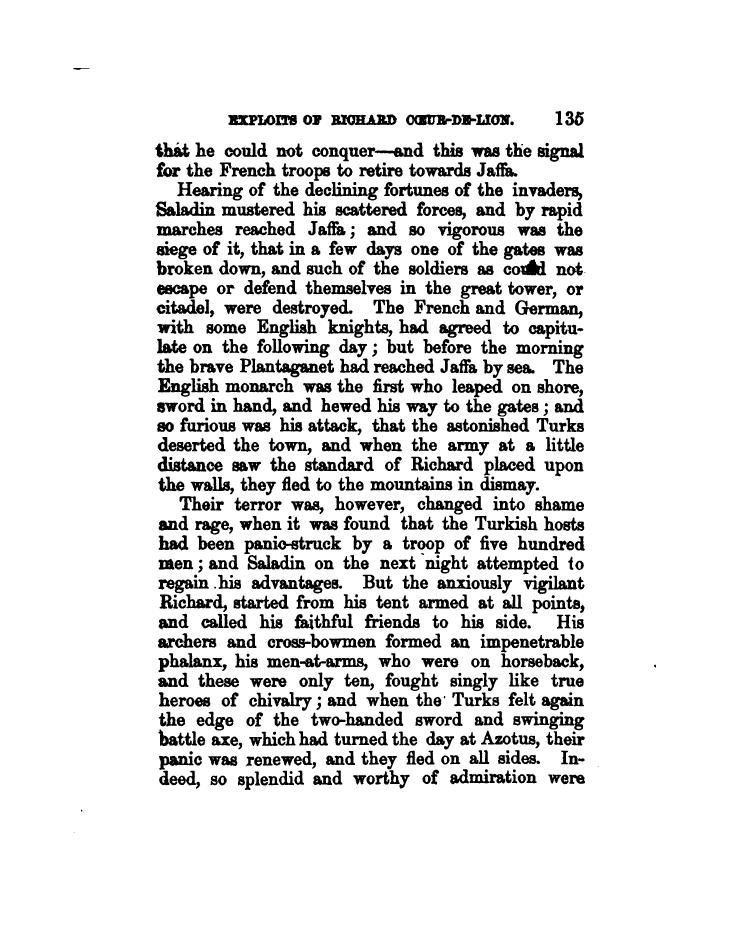 EXPLOITS OF RICHARD CŒUR-DE-LION. 135
that he could not conquer—and this was the signal
for the French troops to retire towards Jaffa.
Hearing of the declining fortunes of the invaders,
Saladin mustered his scattered forces, and by rapid
marches reached Jaffa; and so vigorous was the
siege of it, that in a few days one of the gates was
broken down, and such of the soldiers as could not
escape or defend themselves in the great tower, or
citadel, were destroyed. The French and German,
with some English knights, had agreed to capitu-
late on the following day; but before the morning
the brave Plantaganet had reached Jaffa by sea. The
English monarch was the first who leaped on shore,
sword in hand, and hewed his way to the gates; and
so furious was his attack, that the astonished Turks
deserted the town, and when the army at a little
distance saw the standard of Richard placed upon
the walls, they fled to the mountains in dismay.
Their terror was, however, changed into shame
and rage, when it was found that the Turkish hosts
had been panic-struck by a troop of five hundred
men; and Saladin on the next night attempted to
regain his advantages. But the anxiously vigilant
Richard, started from his tent armed at all points,
and called his faithful friends to his side. His
archers and cross-bowmen formed an impenetrable
phalanx, his men-at-arms, who were on horseback,
and these were only ten, fought singly like true
heroes of chivalry; and when the Turks felt again
the edge of the two-handed sword and swinging
battle axe, which had turned the day at Azotus, their
panic was renewed, and they fled on all sides. In-
deed, so splendid and worthy of admiration were